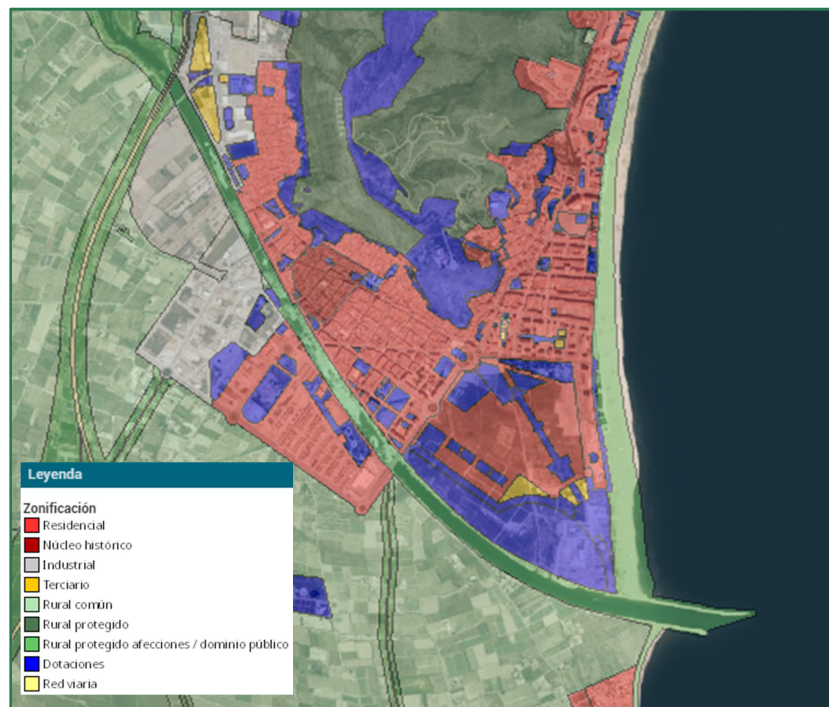 Leyenda
Zonificación
Residencial
Núcleo histórico
Industrial
Terciario
Rural común
Rural protegido
Rural protegido afecciones / dominio público
Dotaciones
Red viaria